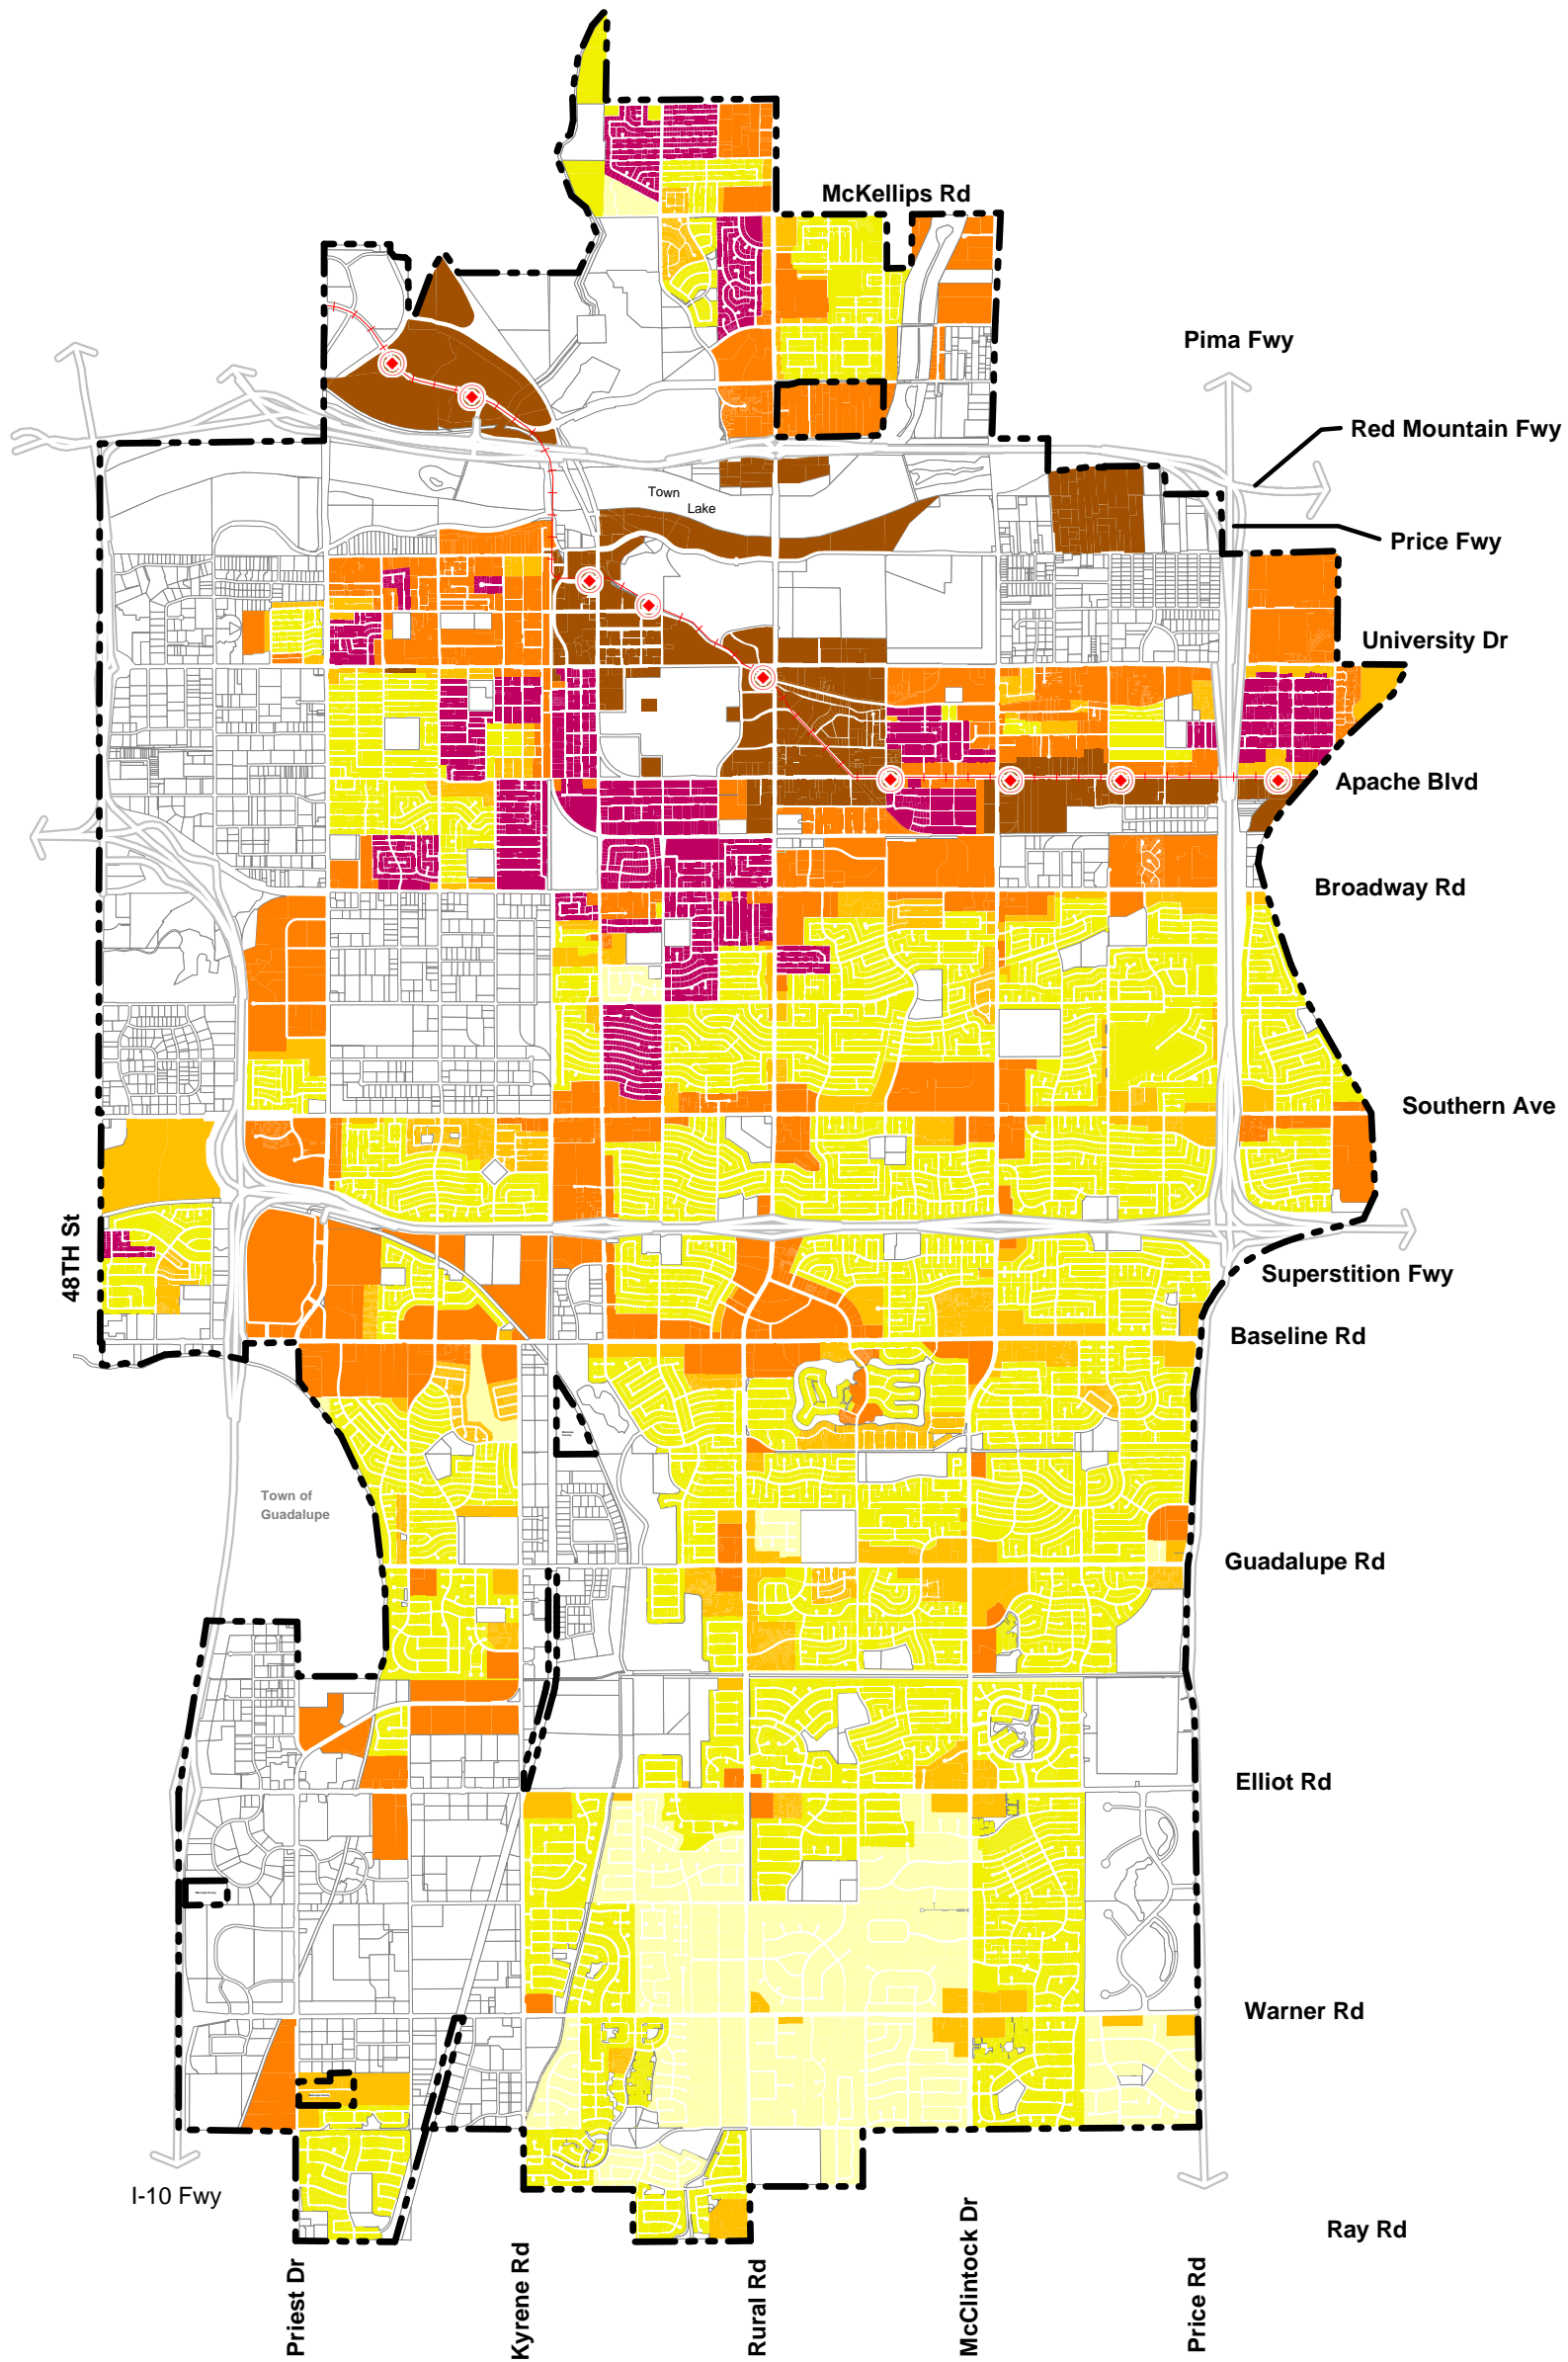 McKellips Rd
Pima Fwy
Red Mountain Fwy
Town
Lake
Price Fwy
University Dr
Apache Blvd
Broadway Rd
Southern Ave
48TH St
Superstition Fwy
Baseline Rd
Town of
Guadalupe
Guadalupe Rd
Elliot Rd
Warner Rd
I-10 Fwy
Ray Rd
Priest Dr
Kyrene Rd
Rural Rd
McClintock Dr
Price Rd